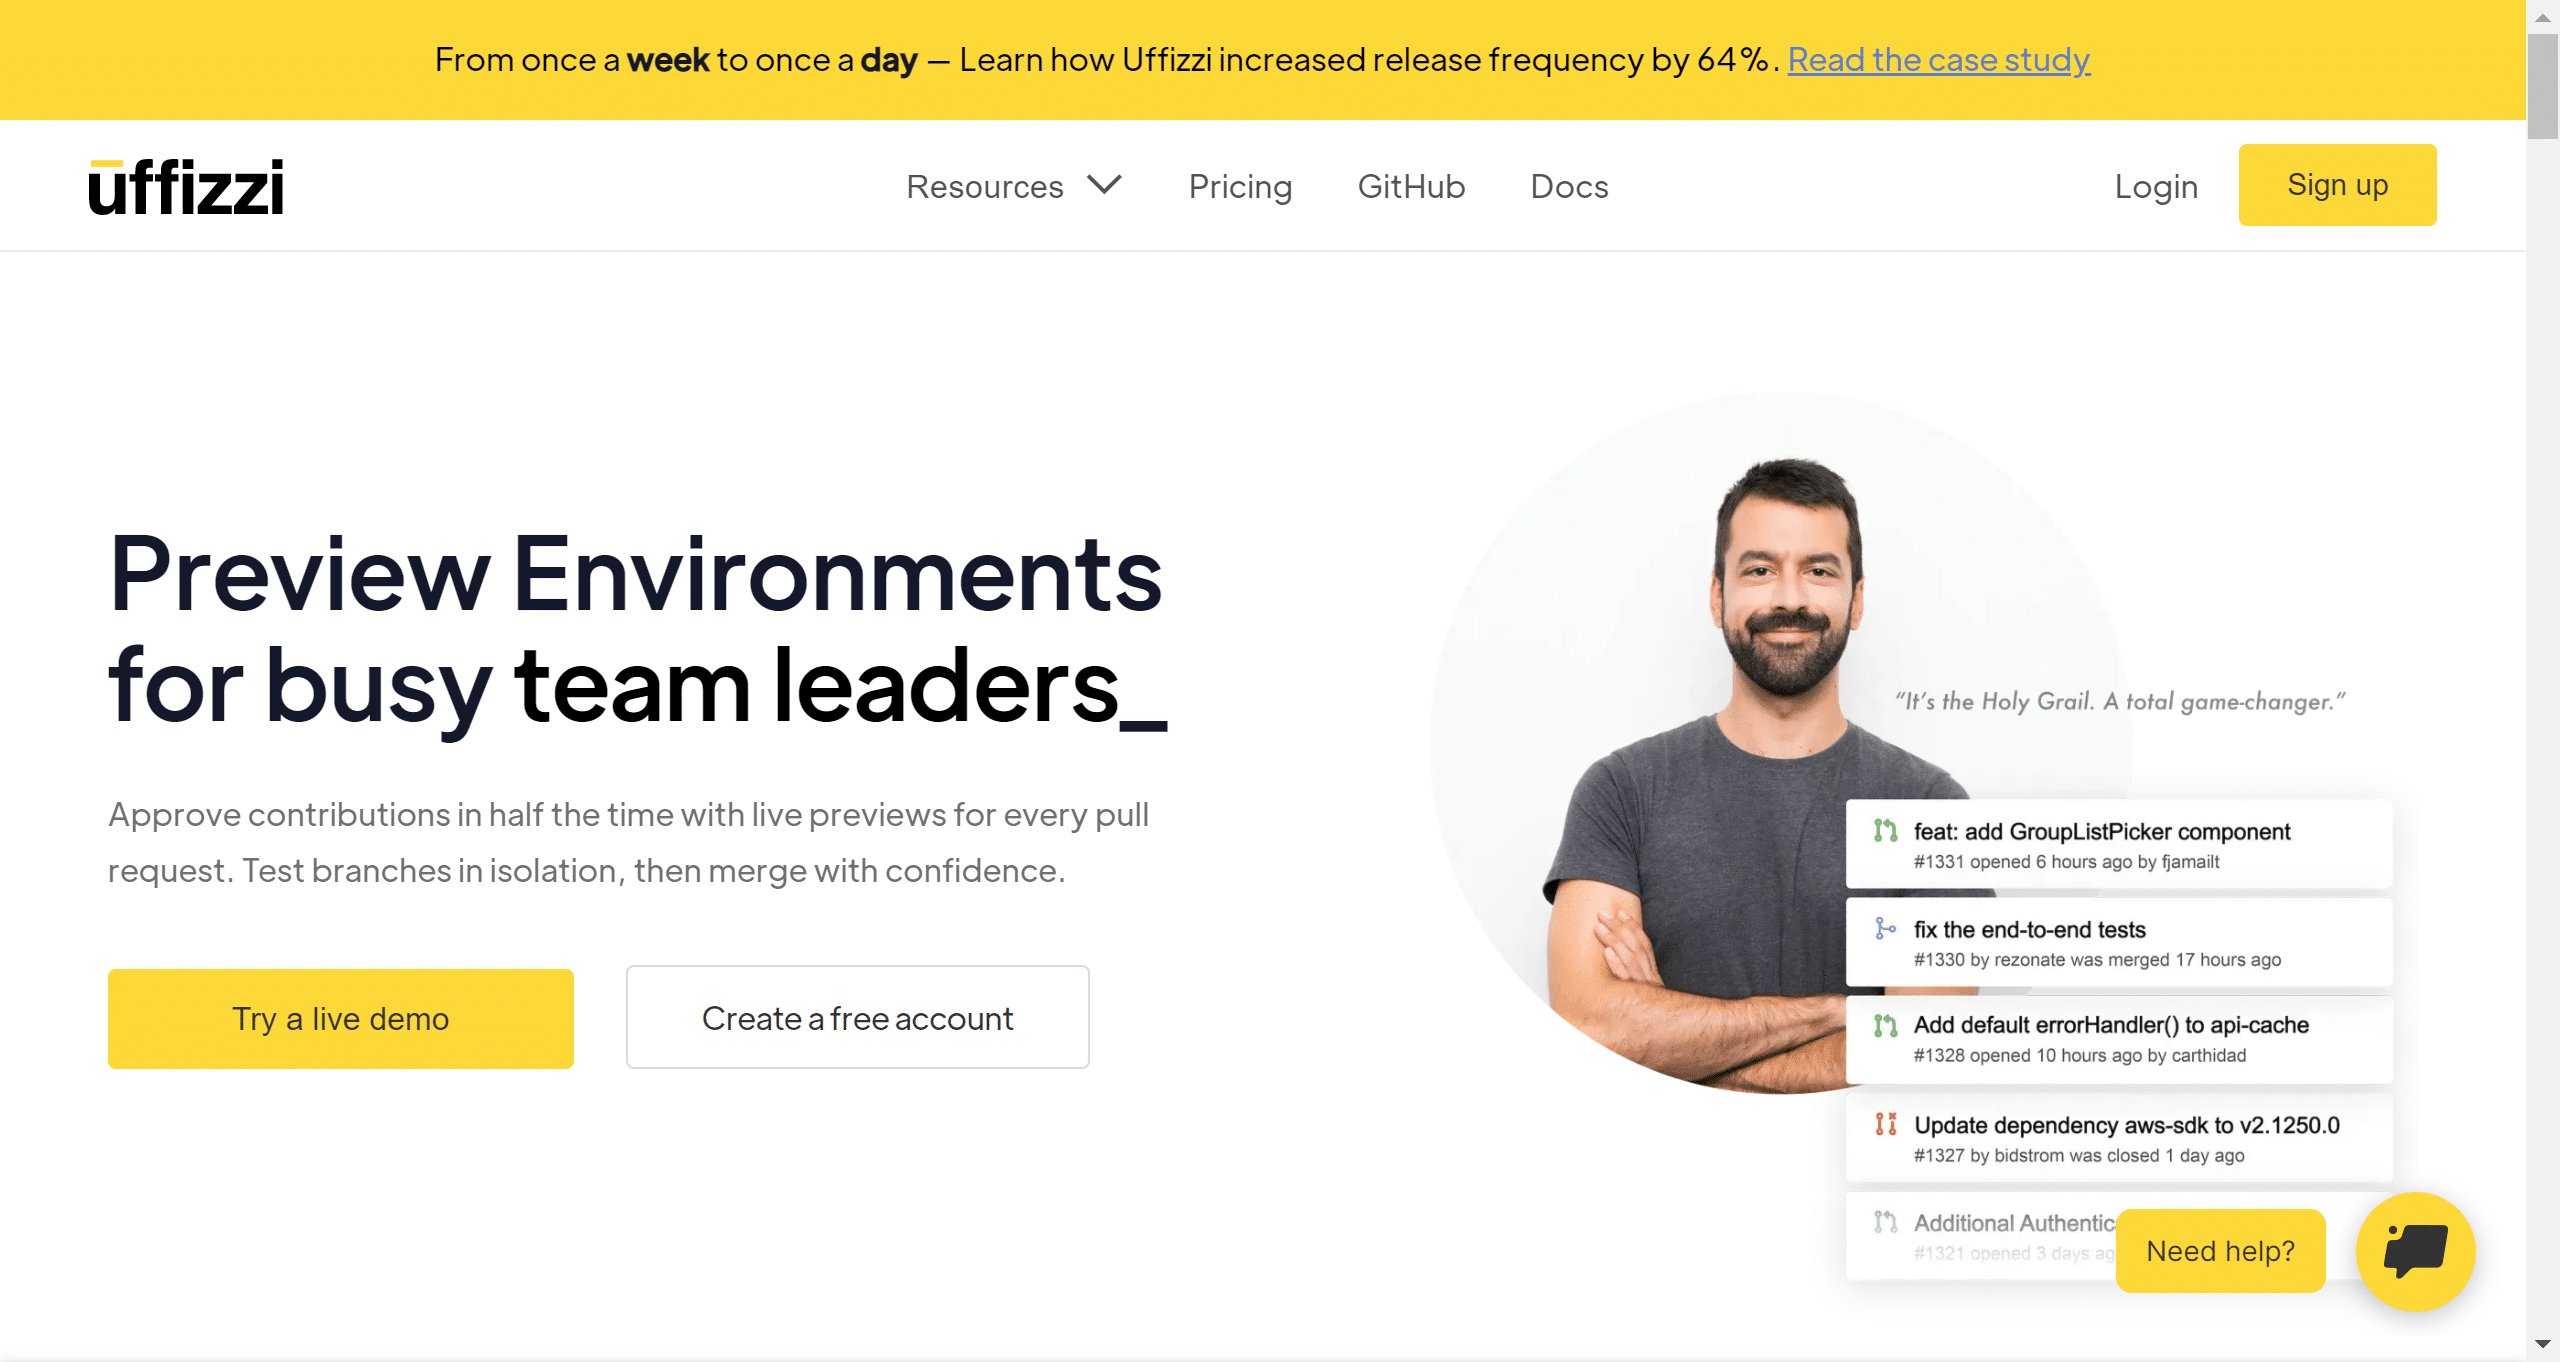 From once a week to once a day — Learn how Uffizzi increased release frequency by 64%. Read the case study
uffizzi
Resources
Pricing
GitHub
Docs
Login
Sign up
Preview Environments
for busy team leaders_
Approve contributions in half the time with live previews for every pull
request. Test branches in isolation, then merge with confidence.
Try a live demo
Create a free account
“It’s the Holy Grail. A total game-changer.”
feat: add GroupListPicker component
#1331 opened 6 hours ago by fjamailt
fix the end-to-end tests
#1330 by rezonate was merged 17 hours ago
Add default errorHandler() to api-cache
#1328 opened 10 hours ago by carthidad
Update dependency aws-sdk to v2.1250.0
#1327 by bidstrom was closed 1 day ago
Additional
#1321 opened 3 days
Need help?